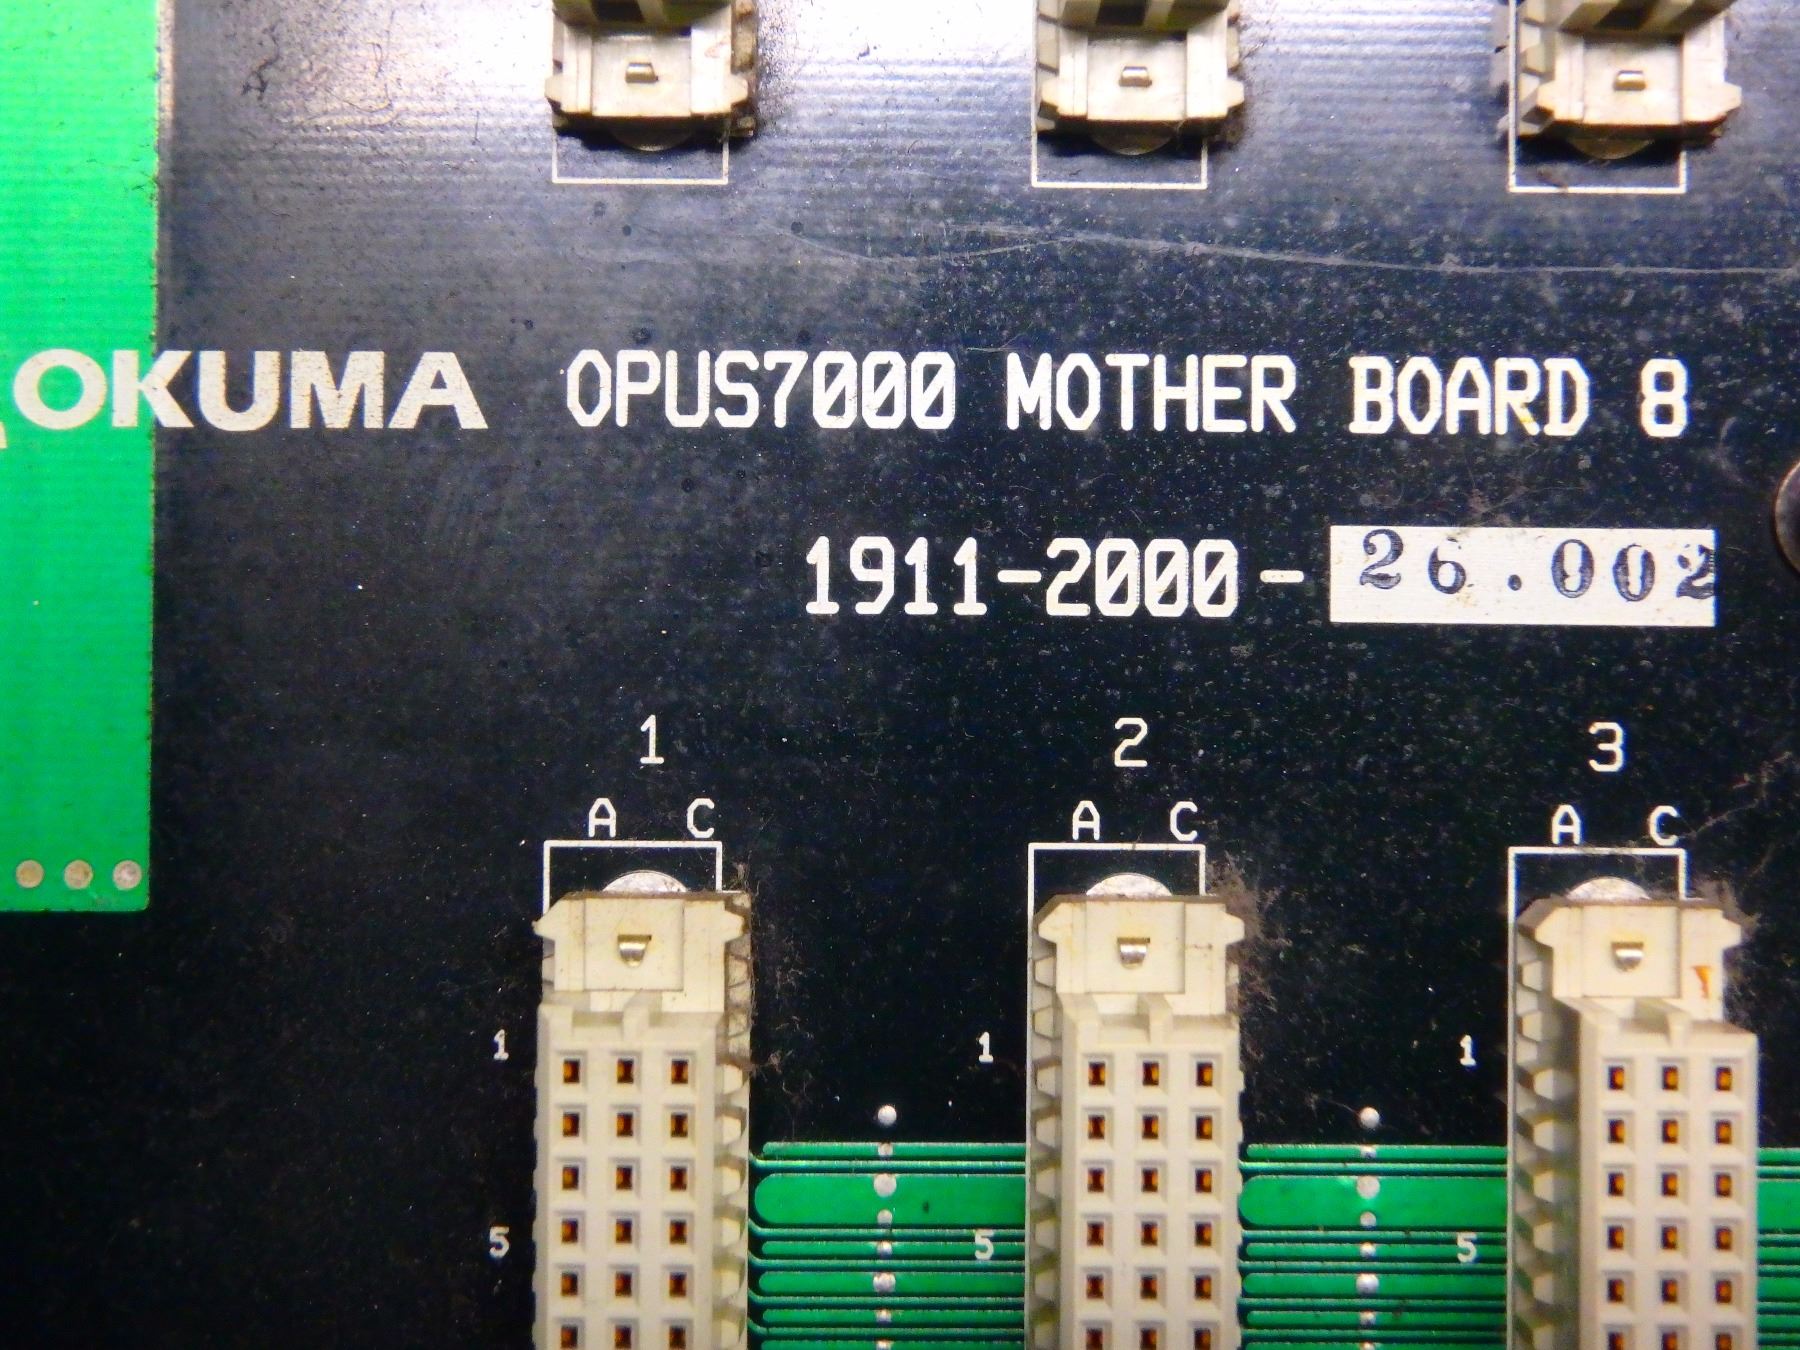 OKUMA OPUS7000 MOTHER BOARD 8
1911-2000-26.002
1 2 3
A C A C A C
1 1 1
5 5 5